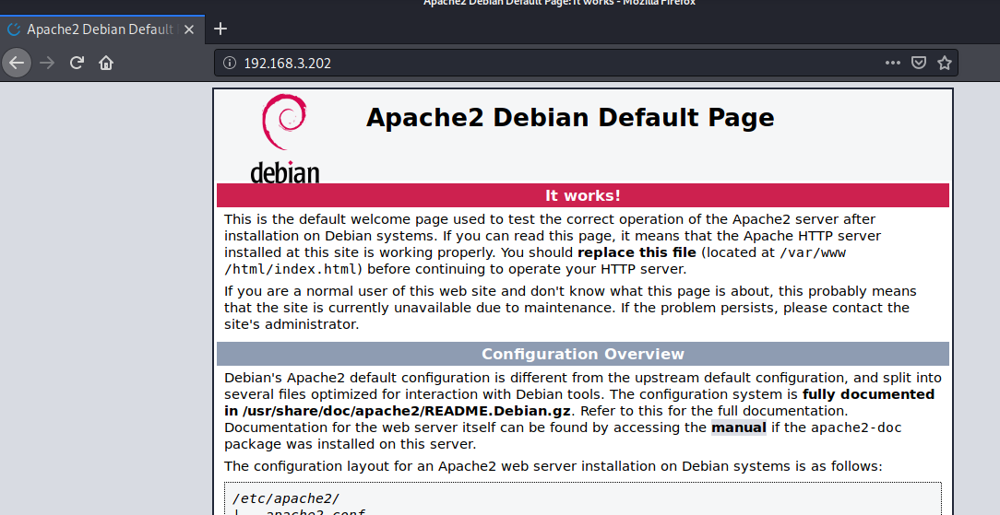 Apache2 Debian Default Page: It works - Mozilla Firefox
Apache2 Debian Default
192.168.3.202
Apache2 Debian Default Page
debian
It works!
This is the default welcome page used to test the correct operation of the Apache2 server after
installation on Debian systems. If you can read this page, it means that the Apache HTTP server
installed at this site is working properly. You should replace this file (located at /var/www
/html/index.html) before continuing to operate your HTTP server.
If you are a normal user of this web site and don't know what this page is about, this probably means
that the site is currently unavailable due to maintenance. If the problem persists, please contact the
site's administrator.
Configuration Overview
Debian's Apache2 default configuration is different from the upstream default configuration, and split into
several files optimized for interaction with Debian tools. The configuration system is fully documented
in /usr/share/doc/apache2/README.Debian.gz. Refer to this for the full documentation.
Documentation for the web server itself can be found by accessing the manual if the apache2-doc
package was installed on this server.
The configuration layout for an Apache2 web server installation on Debian systems is as follows:
/etc/apache2/
|-- apache2.conf